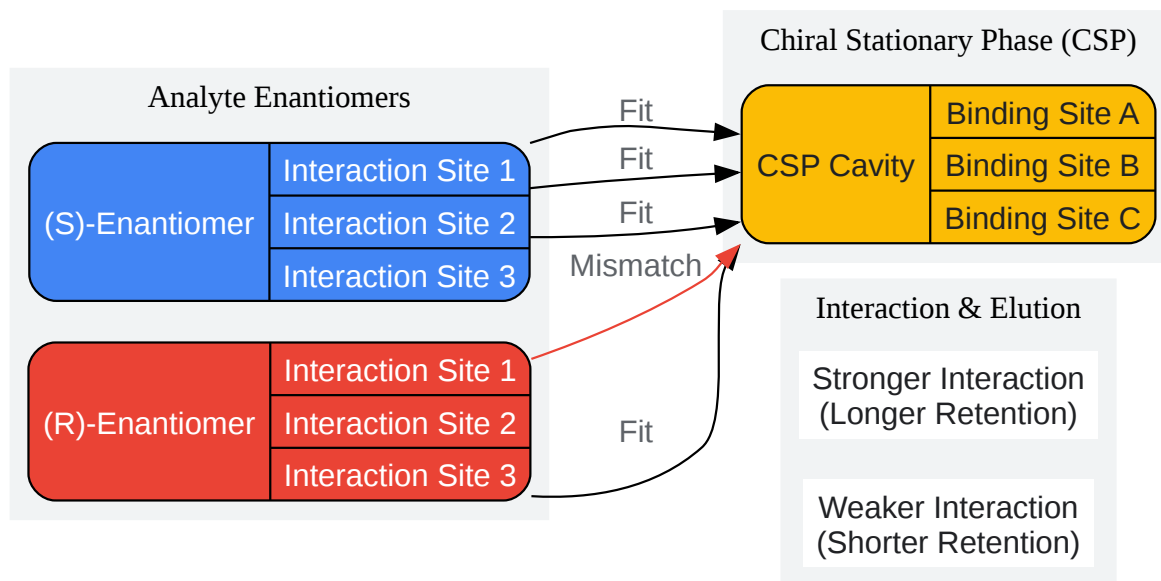 Analyte Enantiomers
(S)-Enantiomer
Interaction Site 1
Interaction Site 2
Interaction Site 3
(R)-Enantiomer
Interaction Site 1
Interaction Site 2
Interaction Site 3
Fit
Fit
Fit
Mismatch
Fit
Chiral Stationary Phase (CSP)
CSP Cavity
Binding Site A
Binding Site B
Binding Site C
Interaction & Elution
Stronger Interaction
(Longer Retention)
Weaker Interaction
(Shorter Retention)